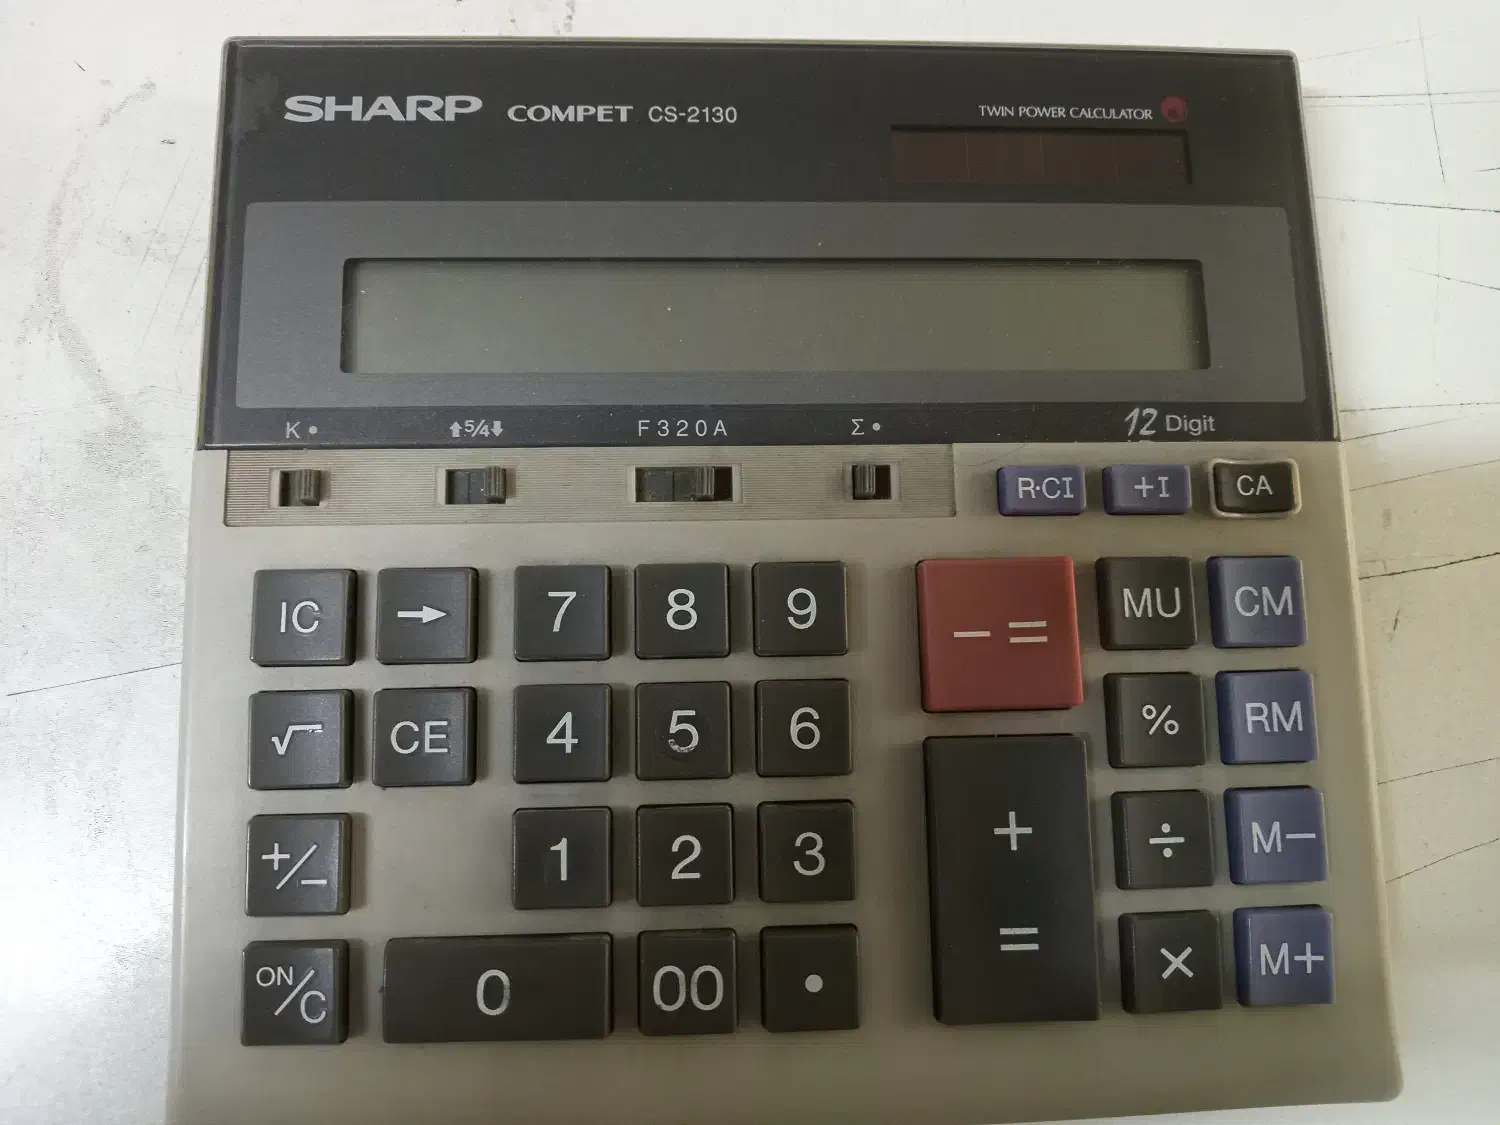 SHARP COMPET CS-2130 TWIN POWER CALCULATOR
K • ⬆5/4⬇ F320A Σ • 12 Digit
R·CI +I CA
IC → 7 8 9 − = MU CM
√ CE 4 5 6 % RM
+/− 1 2 3 + ÷ M−
ON/C 0 00 • = × M+